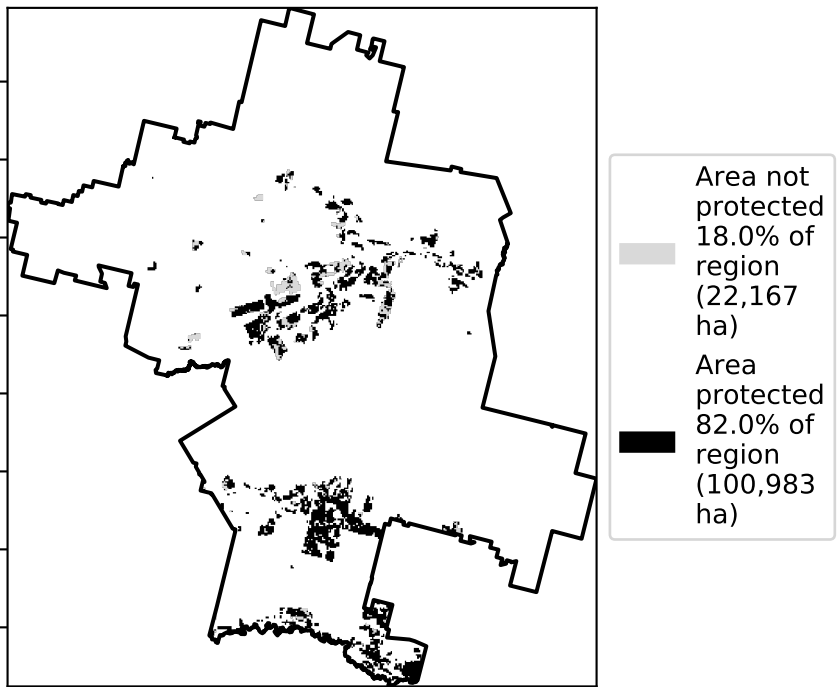 Area not
protected
18.0% of
region
(22,167
ha)
Area
protected
82.0% of
region
(100,983
ha)